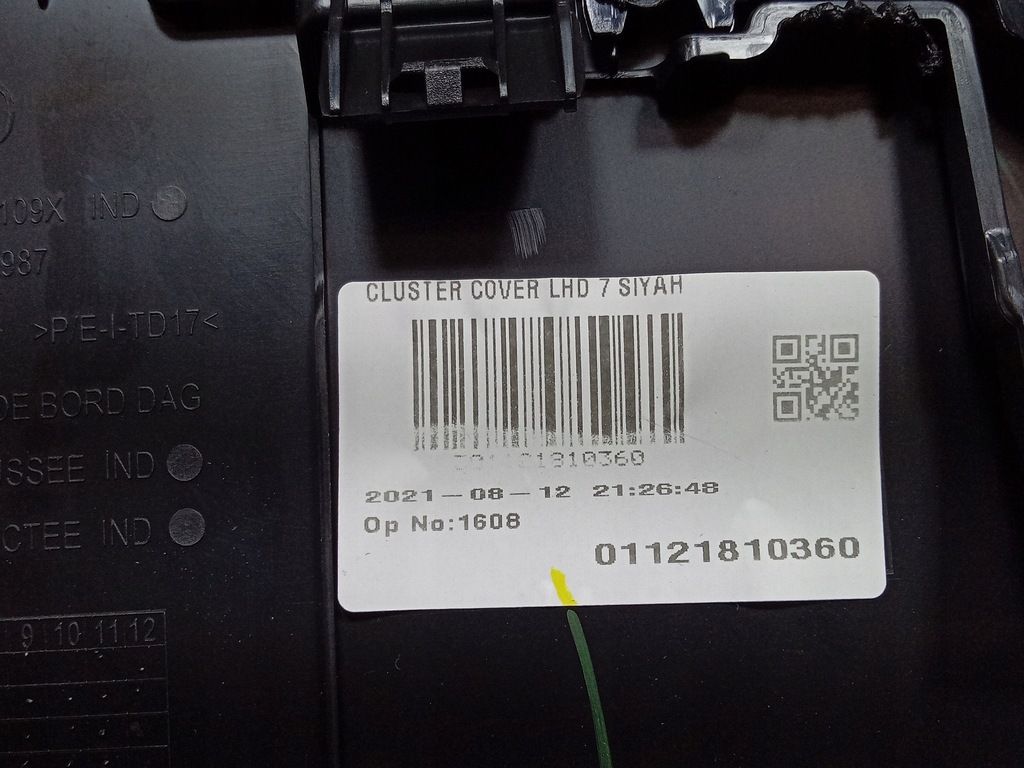 CLUSTER COVER LHD 7 SIYAH
2021-08-12 21:26:48
Op No:1608
01121810360
109X IND
987
>P/E-I-TD17<
DE BORD DAG
USSEE IND
CTEE IND
9 10 11 12